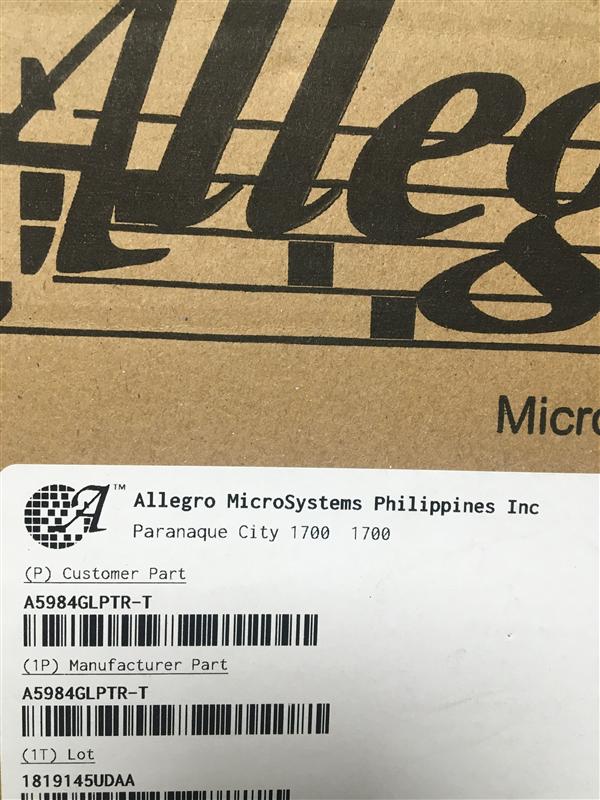 Alleg
Micro
A™ Allegro MicroSystems Philippines Inc
Paranaque City 1700 1700
(P) Customer Part
A5984GLPTR-T
(1P) Manufacturer Part
A5984GLPTR-T
(1T) Lot
1819145UDAA